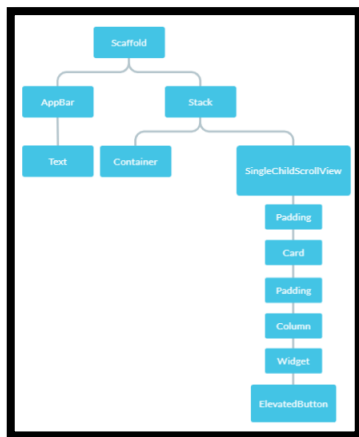 Scaffold
AppBar
Stack
Text
Container
SingleChildScrollView
Padding
Card
Padding
Column
Widget
ElevatedButton